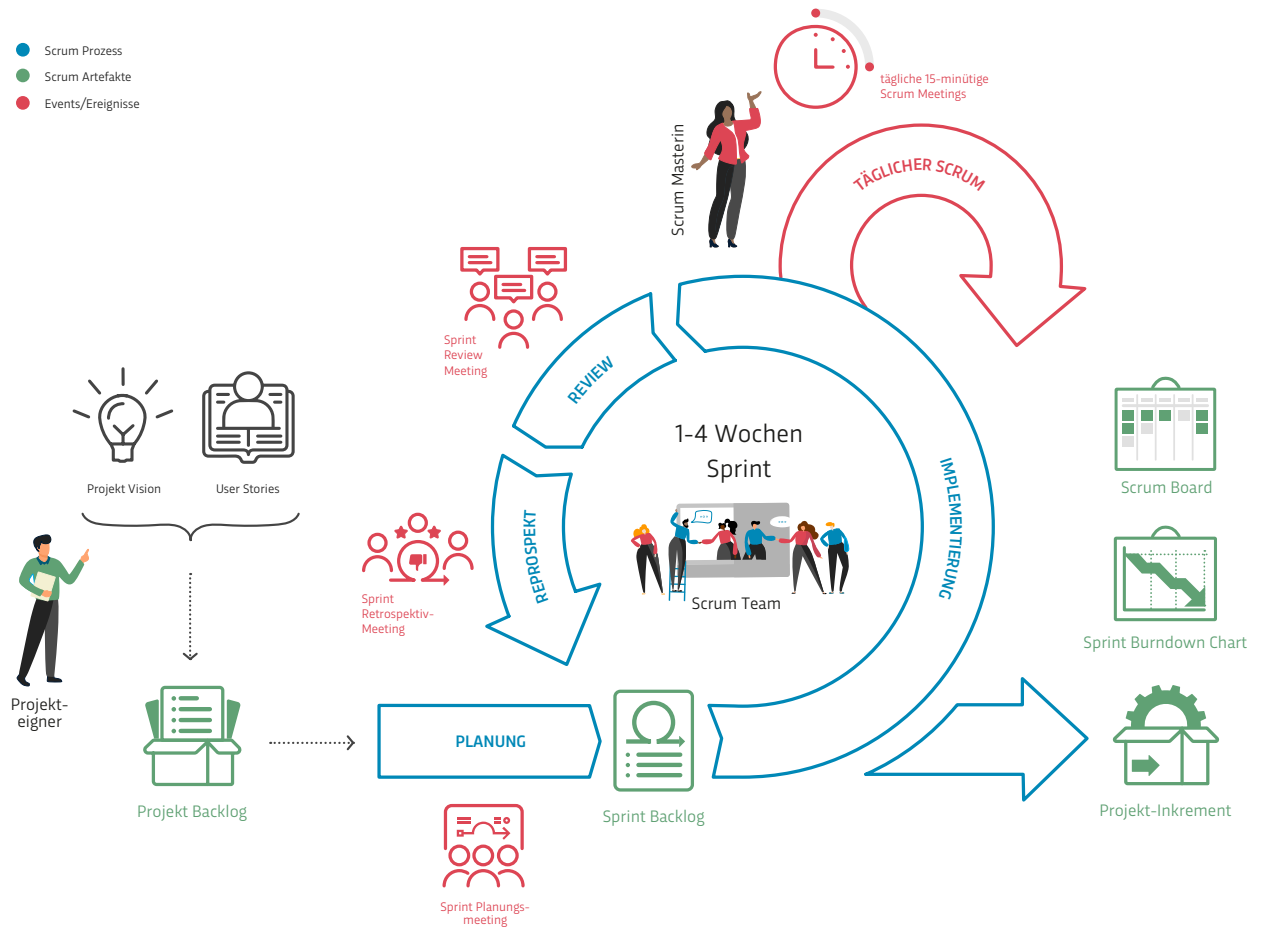 Scrum Prozess
Scrum Artefakte
Events/Ereignisse
tägliche 15-minütige
Scrum Meetings
Scrum Masterin
TÄGLICHER SCRUM
Sprint
Review
Meeting
REVIEW
1-4 Wochen
Sprint
Scrum Team
IMPLEMENTIERUNG
REPROSPEKT
Sprint
Retrospektiv-
Meeting
Projekt Vision
User Stories
Projekt-
eigner
Projekt Backlog
PLANUNG
Sprint Backlog
Sprint Planungs-
meeting
Scrum Board
Sprint Burndown Chart
Projekt-Inkrement